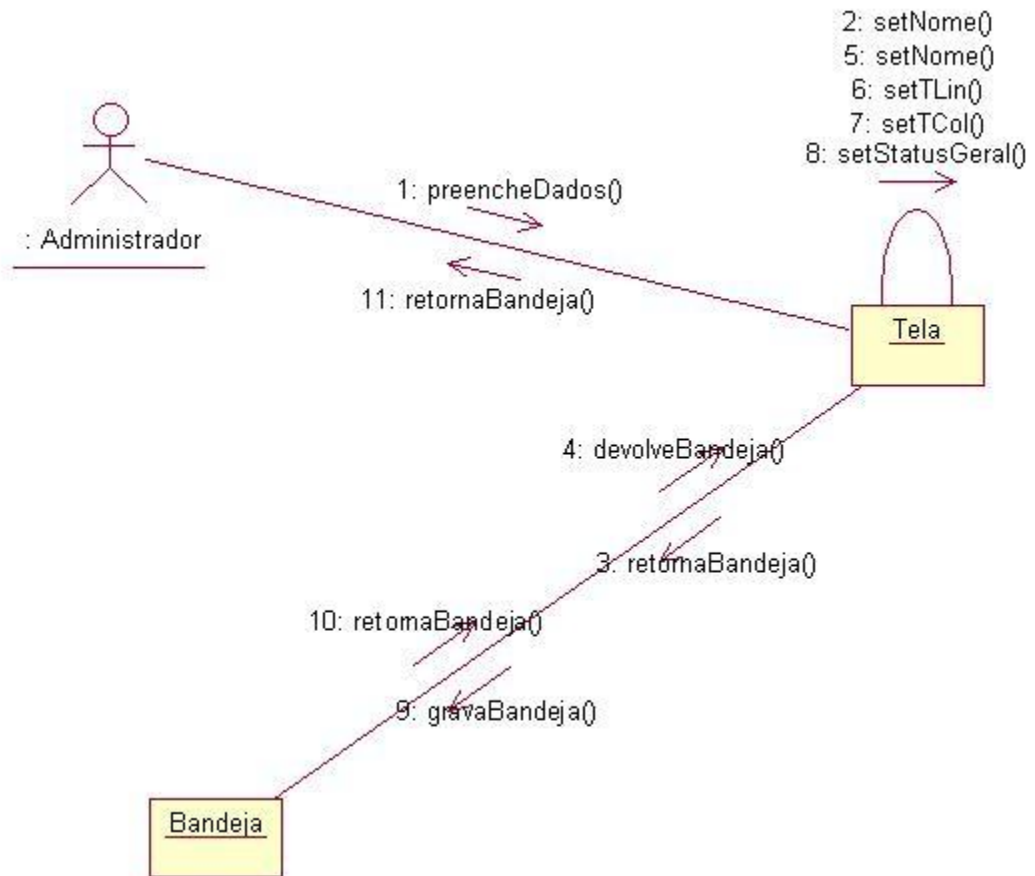 2: setNome()
5: setNome()
6: setTLin()
7: setTCol()
8: setStatusGeral()
1: preencheDados()
: Administrador
11: retornaBandeja()
Tela
4: devolveBandeja()
3: retornaBandeja()
10: retornaBandeja()
9: gravaBandeja()
Bandeja